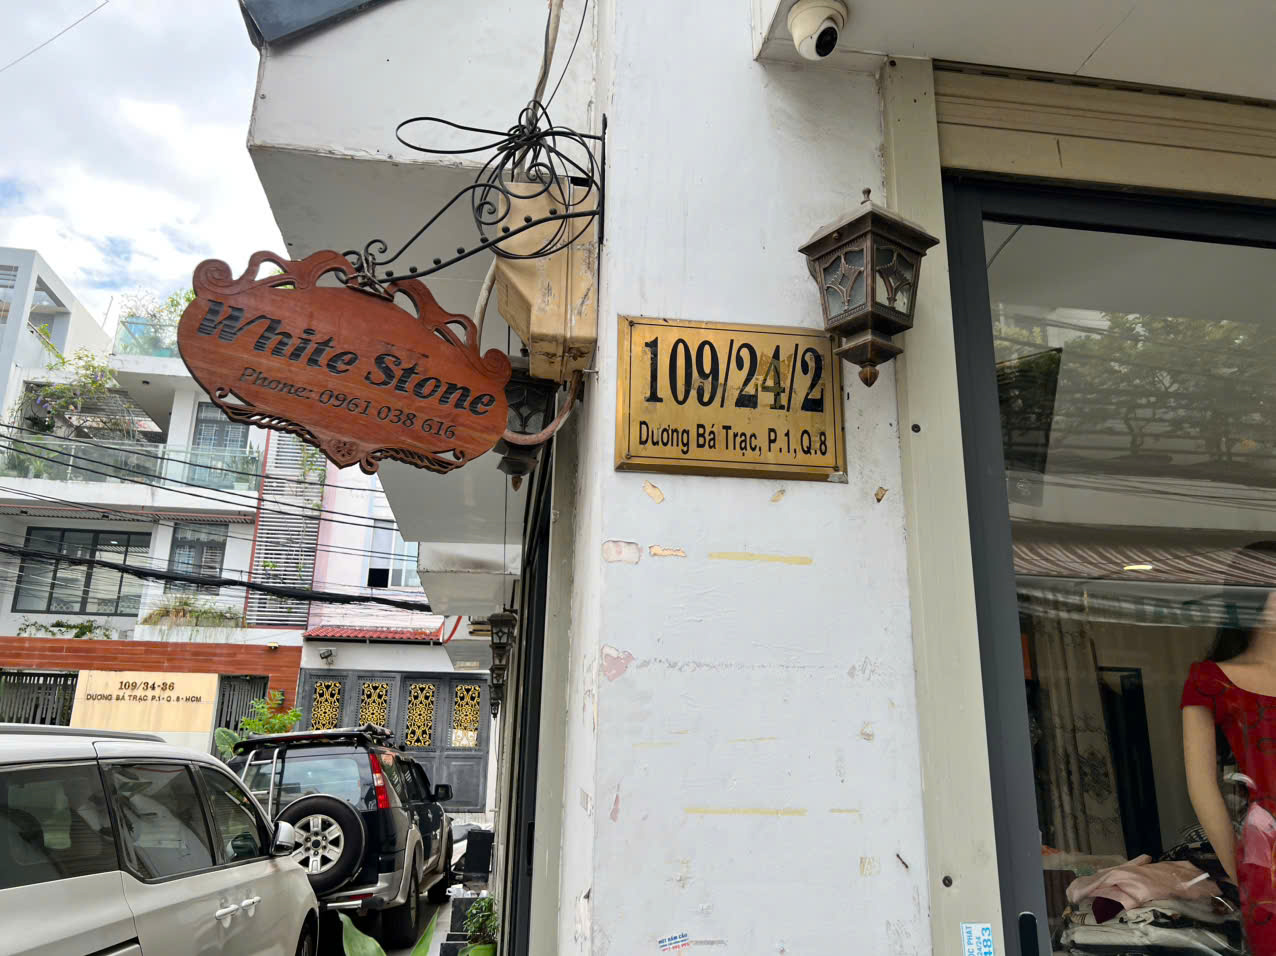 White Stone
Phone: 0961 038 616
109/24/2
Dương Bá Trạc, P.1, Q.8
109/34-36
DƯƠNG BÁ TRẠC P.1-Q.8-HCM